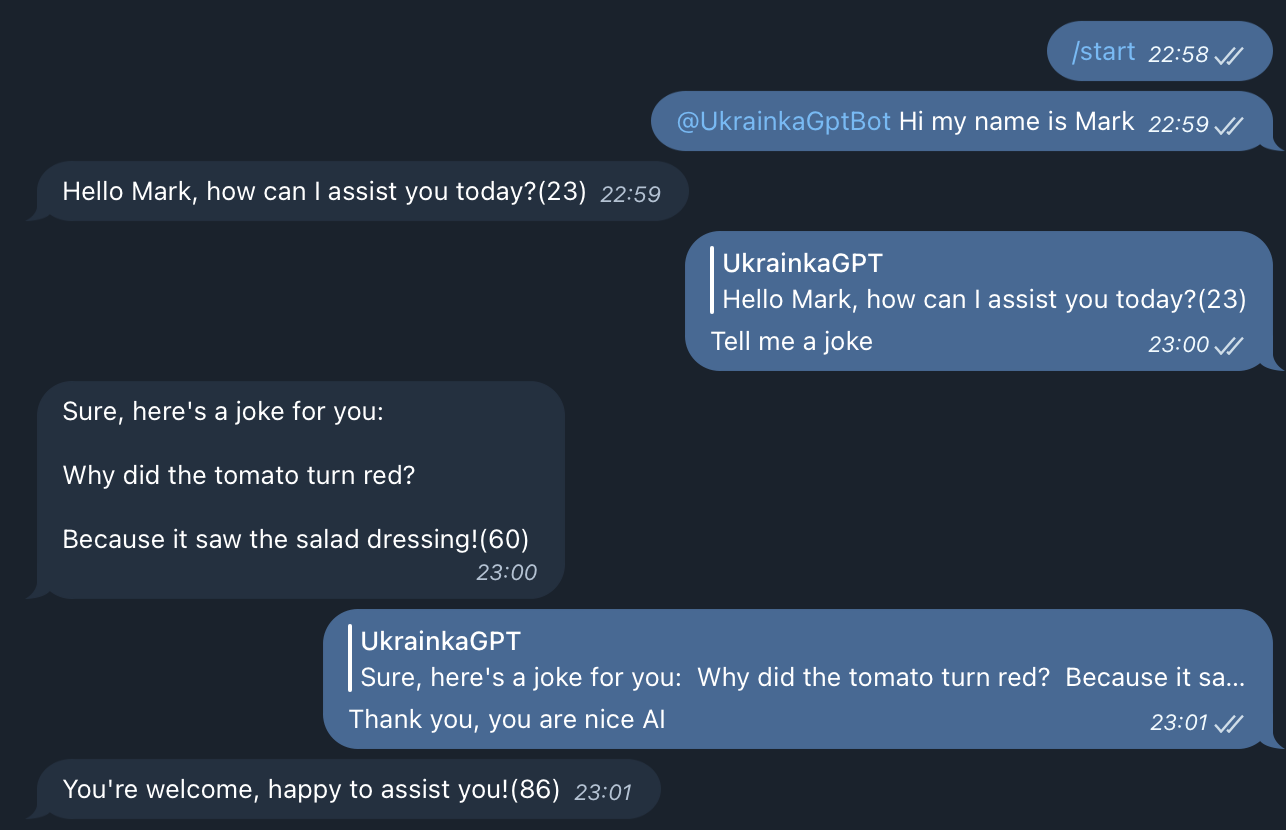 /start 22:58
@UkrainkaGptBot Hi my name is Mark 22:59
Hello Mark, how can I assist you today?(23) 22:59
UkrainkaGPT
Hello Mark, how can I assist you today?(23)
Tell me a joke 23:00
Sure, here's a joke for you:
Why did the tomato turn red?
Because it saw the salad dressing!(60)
23:00
UkrainkaGPT
Sure, here's a joke for you:  Why did the tomato turn red?  Because it sa...
Thank you, you are nice AI 23:01
You're welcome, happy to assist you!(86) 23:01